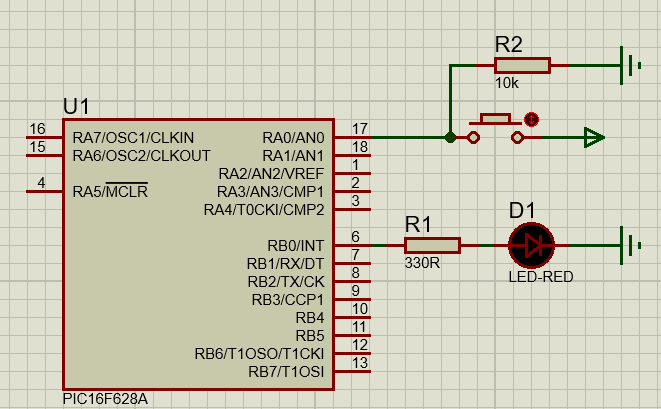 U1
16 RA7/OSC1/CLKIN
15 RA6/OSC2/CLKOUT
4 RA5/MCLR
RA0/AN0 17
RA1/AN1 18
RA2/AN2/VREF 1
RA3/AN3/CMP1 2
RA4/T0CKI/CMP2 3
RB0/INT 6
RB1/RX/DT 7
RB2/TX/CK 8
RB3/CCP1 9
RB4 10
RB5 11
RB6/T1OSO/T1CKI 12
RB7/T1OSI 13
PIC16F628A
R2
10k
R1
330R
D1
LED-RED